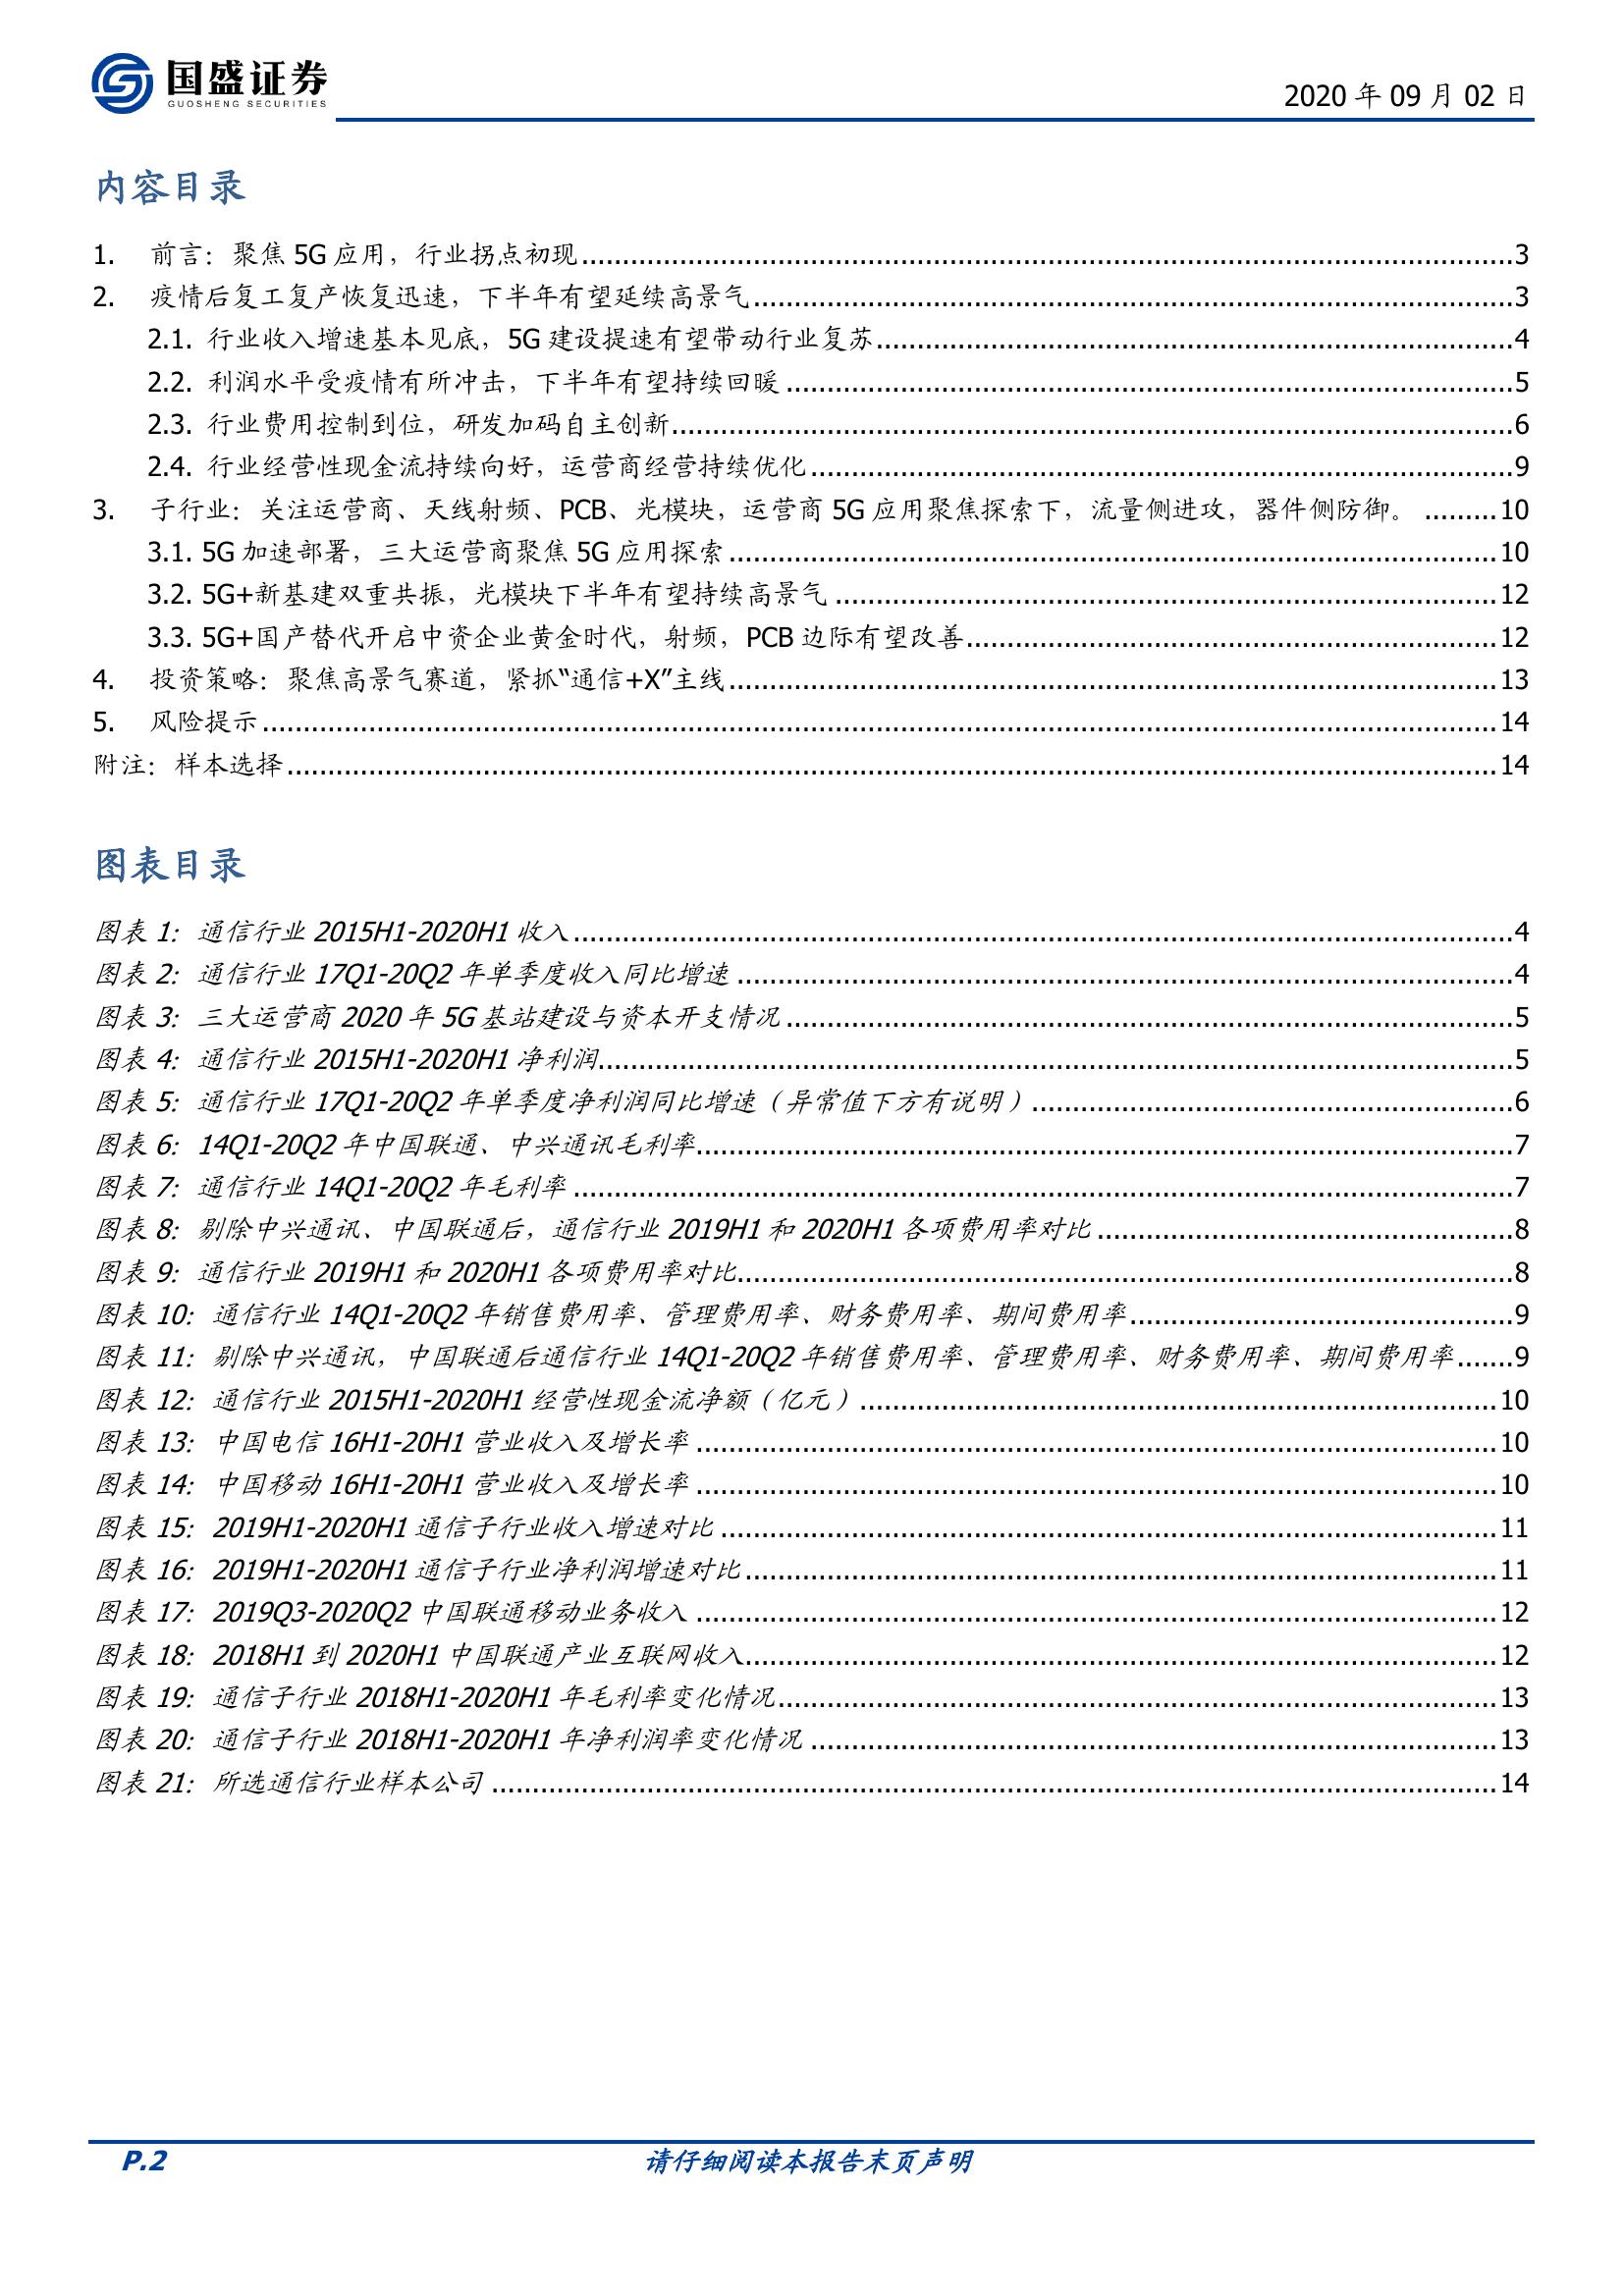 国盛证券
GUOSHENG SECURITIES
2020 年 09 月 02 日
内容目录
1. 前言：聚焦 5G 应用，行业拐点初现 3
2. 疫情后复工复产恢复迅速，下半年有望延续高景气 3
2.1. 行业收入增速基本见底，5G 建设提速有望带动行业复苏 4
2.2. 利润水平受疫情有所冲击，下半年有望持续回暖 5
2.3. 行业费用控制到位，研发加码自主创新 6
2.4. 行业经营性现金流持续向好，运营商经营持续优化 9
3. 子行业：关注运营商、天线射频、PCB、光模块，运营商 5G 应用聚焦探索下，流量侧进攻，器件侧防御。 10
3.1. 5G 加速部署，三大运营商聚焦 5G 应用探索 10
3.2. 5G+新基建双重共振，光模块下半年有望持续高景气 12
3.3. 5G+国产替代开启中资企业黄金时代，射频，PCB 边际有望改善 12
4. 投资策略：聚焦高景气赛道，紧抓“通信+X”主线 13
5. 风险提示 14
附注：样本选择 14
图表目录
图表 1：通信行业 2015H1-2020H1 收入 4
图表 2：通信行业 17Q1-20Q2 年单季度收入同比增速 4
图表 3：三大运营商 2020 年 5G 基站建设与资本开支情况 5
图表 4：通信行业 2015H1-2020H1 净利润 5
图表 5：通信行业 17Q1-20Q2 年单季度净利润同比增速（异常值下方有说明） 6
图表 6：14Q1-20Q2 年中国联通、中兴通讯毛利率 7
图表 7：通信行业 14Q1-20Q2 年毛利率 7
图表 8：剔除中兴通讯、中国联通后，通信行业 2019H1 和 2020H1 各项费用率对比 8
图表 9：通信行业 2019H1 和 2020H1 各项费用率对比 8
图表 10：通信行业 14Q1-20Q2 年销售费用率、管理费用率、财务费用率、期间费用率 9
图表 11：剔除中兴通讯，中国联通后通信行业 14Q1-20Q2 年销售费用率、管理费用率、财务费用率、期间费用率 9
图表 12：通信行业 2015H1-2020H1 经营性现金流净额（亿元） 10
图表 13：中国电信 16H1-20H1 营业收入及增长率 10
图表 14：中国移动 16H1-20H1 营业收入及增长率 10
图表 15：2019H1-2020H1 通信子行业收入增速对比 11
图表 16：2019H1-2020H1 通信子行业净利润增速对比 11
图表 17：2019Q3-2020Q2 中国联通移动业务收入 12
图表 18：2018H1 到 2020H1 中国联通产业互联网收入 12
图表 19：通信子行业 2018H1-2020H1 年毛利率变化情况 13
图表 20：通信子行业 2018H1-2020H1 年净利润率变化情况 13
图表 21：所选通信行业样本公司 14
P.2
请仔细阅读本报告末页声明